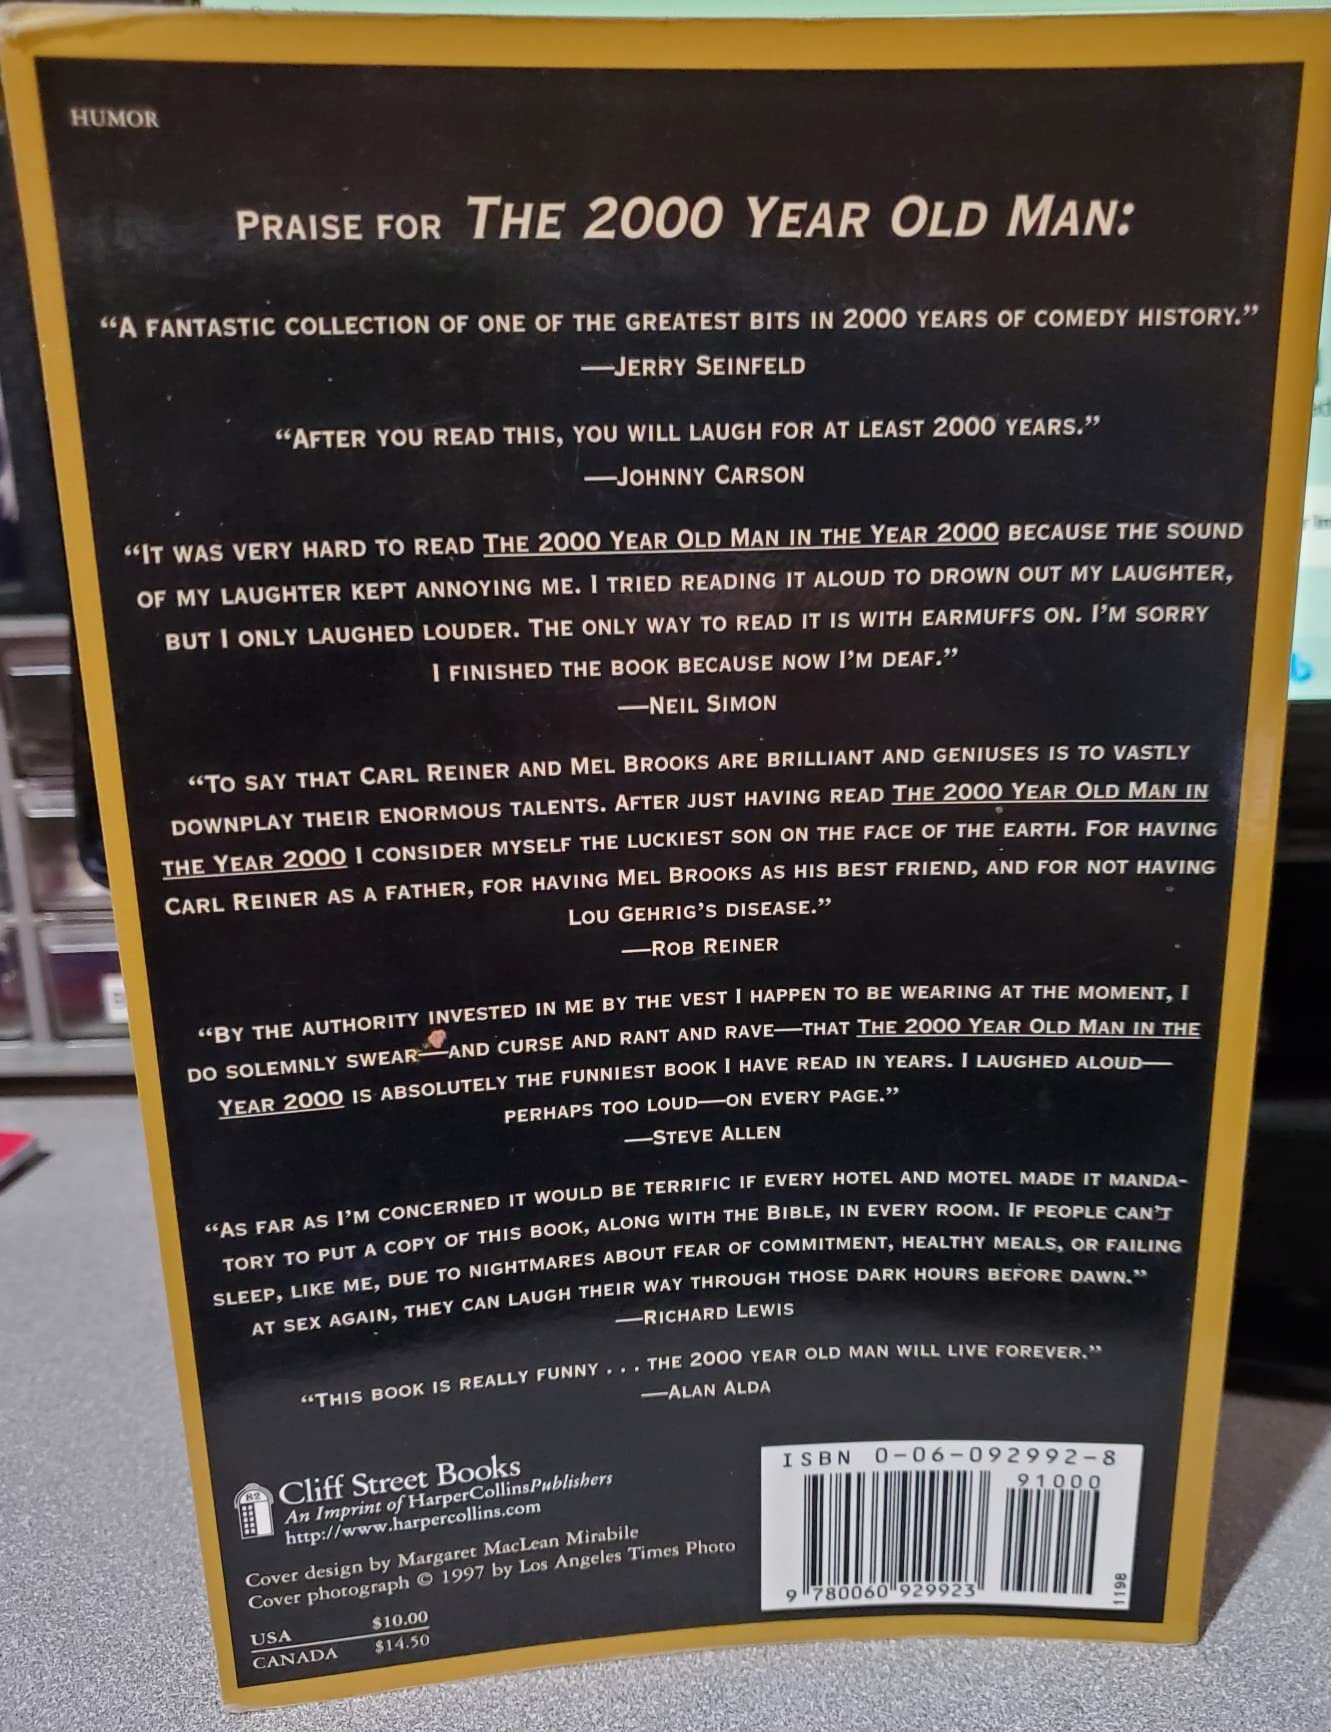 HUMOR
PRAISE FOR THE 2000 YEAR OLD MAN:
“A FANTASTIC COLLECTION OF ONE OF THE GREATEST BITS IN 2000 YEARS OF COMEDY HISTORY.”
—JERRY SEINFELD
“AFTER YOU READ THIS, YOU WILL LAUGH FOR AT LEAST 2000 YEARS.”
—JOHNNY CARSON
“IT WAS VERY HARD TO READ THE 2000 YEAR OLD MAN IN THE YEAR 2000 BECAUSE THE SOUND
OF MY LAUGHTER KEPT ANNOYING ME. I TRIED READING IT ALOUD TO DROWN OUT MY LAUGHTER,
BUT I ONLY LAUGHED LOUDER. THE ONLY WAY TO READ IT IS WITH EARMUFFS ON. I’M SORRY
I FINISHED THE BOOK BECAUSE NOW I’M DEAF.”
—NEIL SIMON
“TO SAY THAT CARL REINER AND MEL BROOKS ARE BRILLIANT AND GENIUSES IS TO VASTLY
DOWNPLAY THEIR ENORMOUS TALENTS. AFTER JUST HAVING READ THE 2000 YEAR OLD MAN IN
THE YEAR 2000 I CONSIDER MYSELF THE LUCKIEST SON ON THE FACE OF THE EARTH. FOR HAVING
CARL REINER AS A FATHER, FOR HAVING MEL BROOKS AS HIS BEST FRIEND, AND FOR NOT HAVING
LOU GEHRIG’S DISEASE.”
—ROB REINER
“BY THE AUTHORITY INVESTED IN ME BY THE VEST I HAPPEN TO BE WEARING AT THE MOMENT, I
DO SOLEMNLY SWEAR—AND CURSE AND RANT AND RAVE—THAT THE 2000 YEAR OLD MAN IN THE
YEAR 2000 IS ABSOLUTELY THE FUNNIEST BOOK I HAVE READ IN YEARS. I LAUGHED ALOUD—
PERHAPS TOO LOUD—ON EVERY PAGE.”
—STEVE ALLEN
“AS FAR AS I’M CONCERNED IT WOULD BE TERRIFIC IF EVERY HOTEL AND MOTEL MADE IT MANDA-
TORY TO PUT A COPY OF THIS BOOK, ALONG WITH THE BIBLE, IN EVERY ROOM. IF PEOPLE CAN’T
SLEEP, LIKE ME, DUE TO NIGHTMARES ABOUT FEAR OF COMMITMENT, HEALTHY MEALS, OR FAILING
AT SEX AGAIN, THEY CAN LAUGH THEIR WAY THROUGH THOSE DARK HOURS BEFORE DAWN.”
—RICHARD LEWIS
“THIS BOOK IS REALLY FUNNY . . . THE 2000 YEAR OLD MAN WILL LIVE FOREVER.”
—ALAN ALDA
82
Cliff Street Books
An Imprint of HarperCollinsPublishers
http://www.harpercollins.com
Cover design by Margaret MacLean Mirabile
Cover photograph © 1997 by Los Angeles Times Photo
USA $10.00
CANADA $14.50
ISBN 0-06-092992-8
91000
9 780060 929923
1198